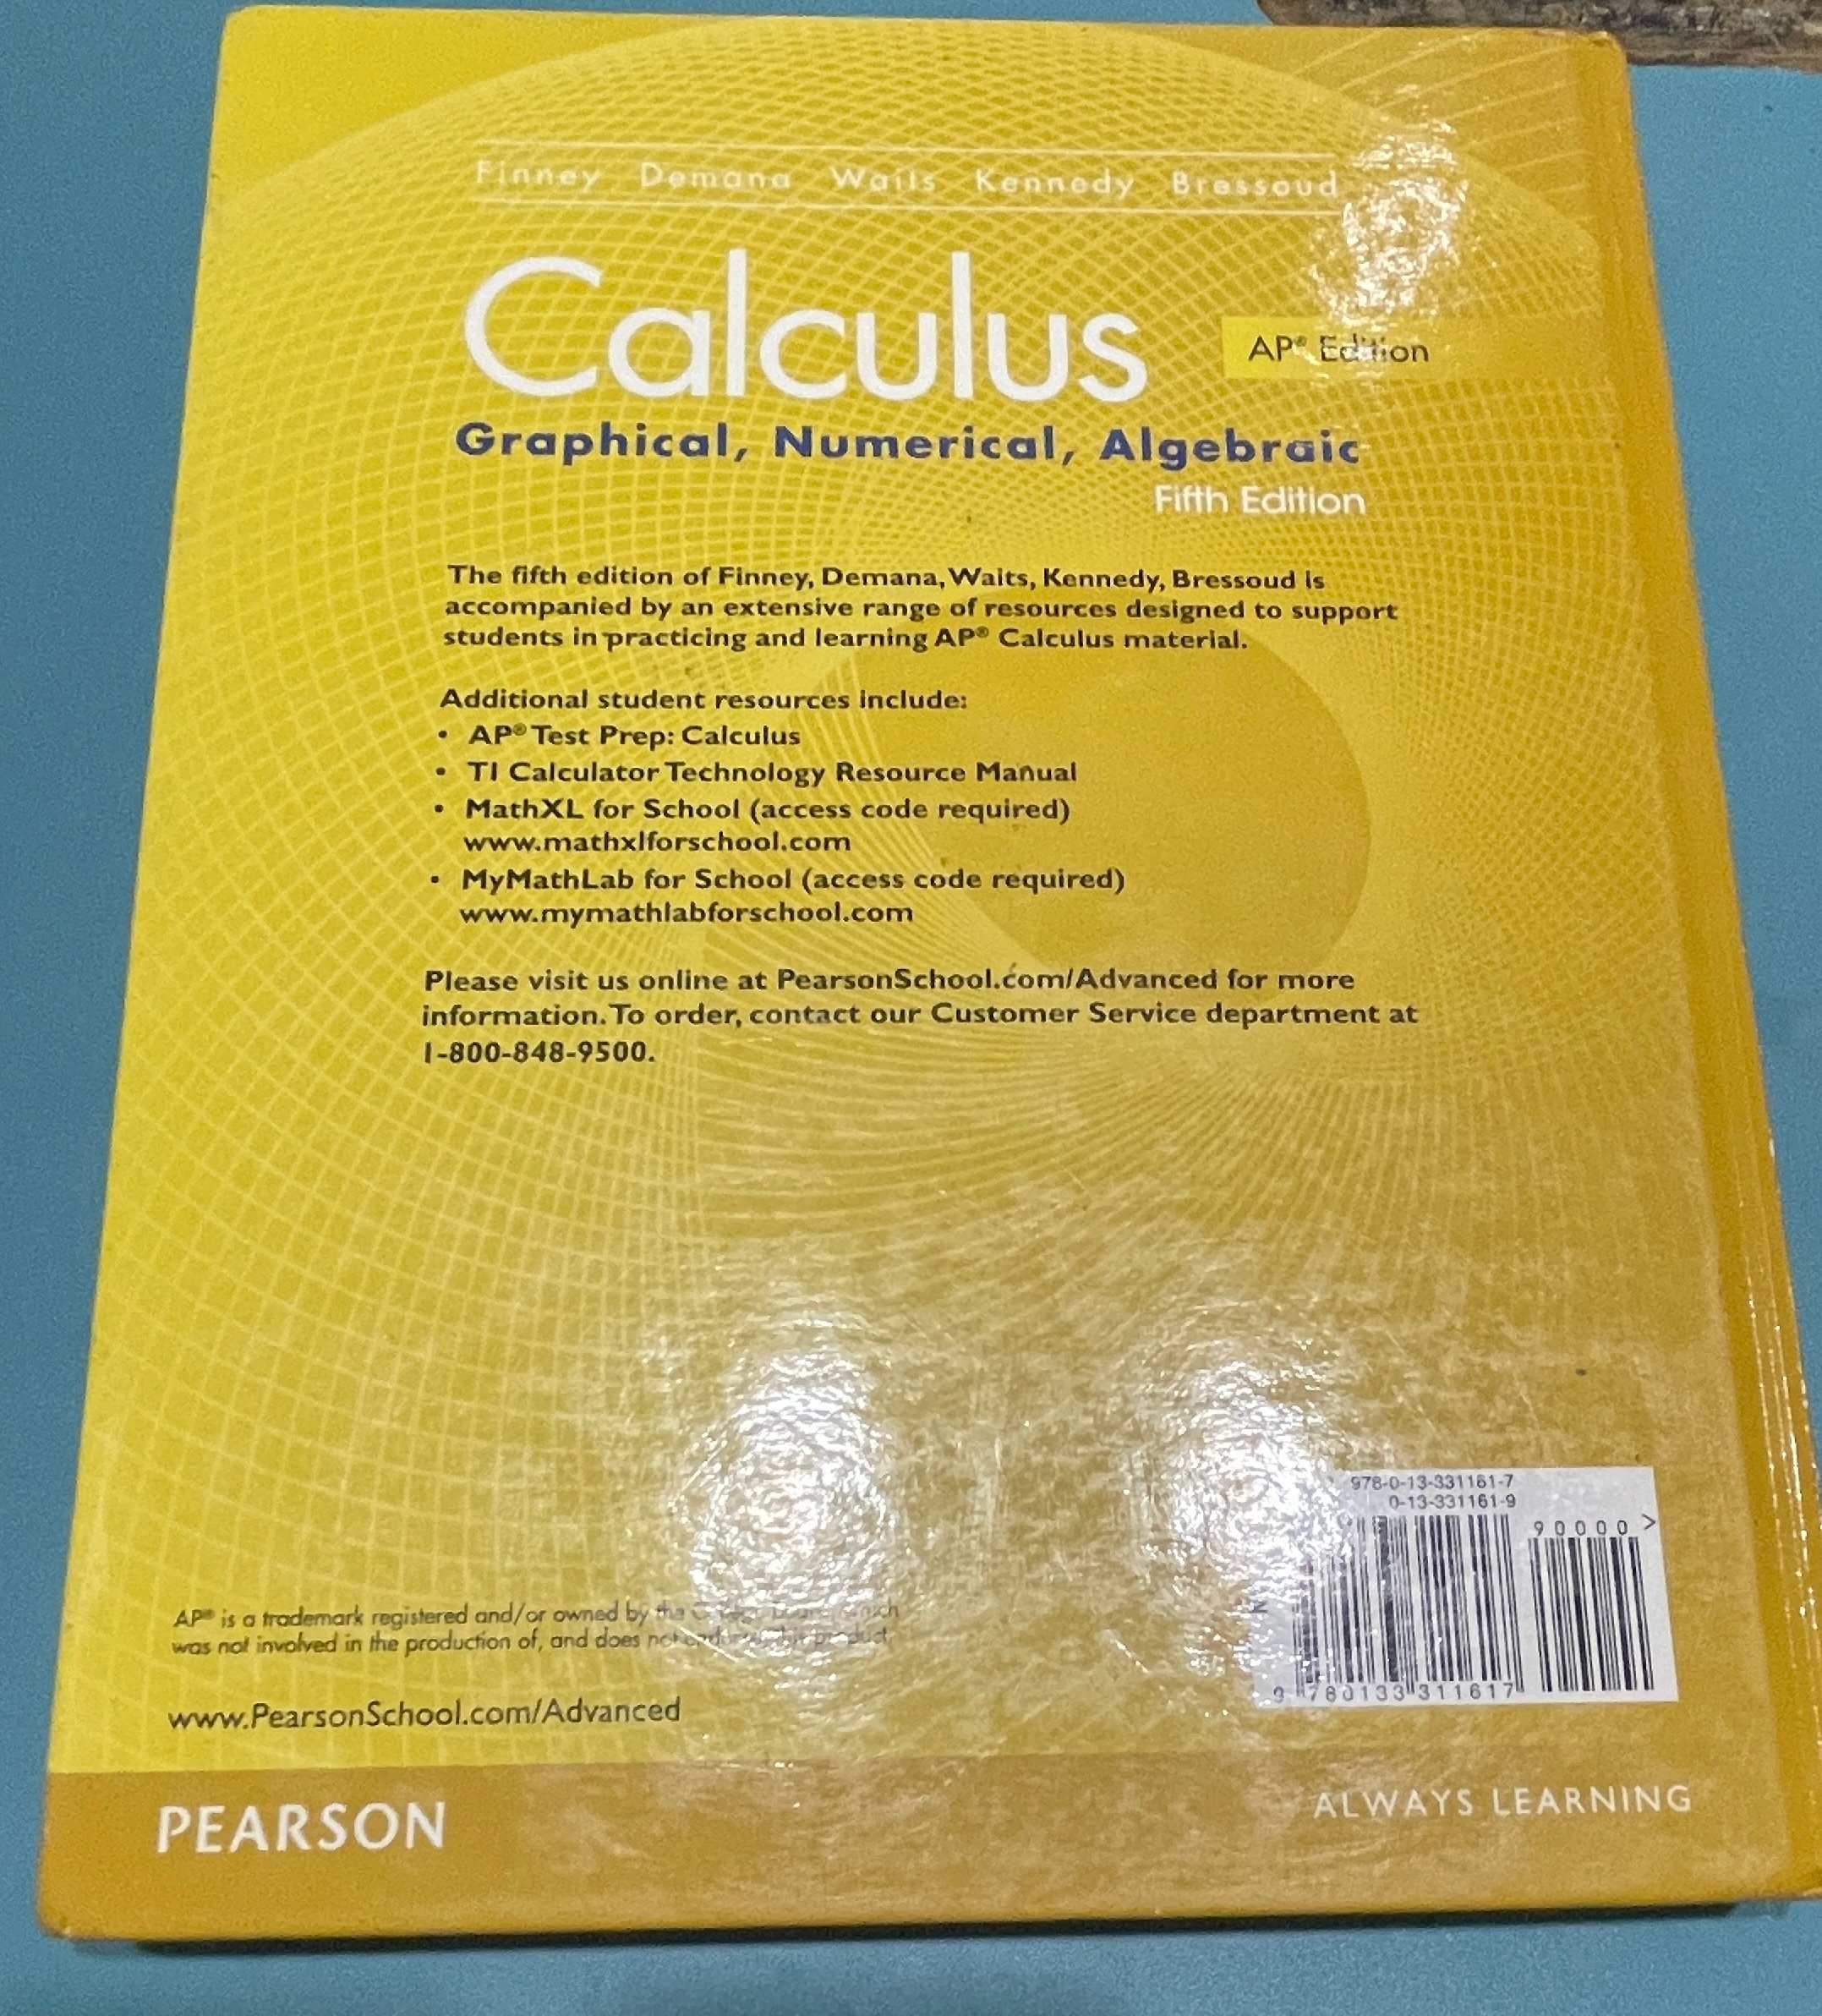 Finney Demana Waits Kennedy Bressoud
Calculus
AP® Edition
Graphical, Numerical, Algebraic
Fifth Edition
The fifth edition of Finney, Demana, Waits, Kennedy, Bressoud is
accompanied by an extensive range of resources designed to support
students in practicing and learning AP® Calculus material.
Additional student resources include:
• AP® Test Prep: Calculus
• TI Calculator Technology Resource Manual
• MathXL for School (access code required)
www.mathxlforschool.com
• MyMathLab for School (access code required)
www.mymathlabforschool.com
Please visit us online at PearsonSchool.com/Advanced for more
information. To order, contact our Customer Service department at
1-800-848-9500.
978-0-13-331161-7
0-13-331161-9
90000>
9 780133 311617
AP® is a trademark registered and/or owned by the
was not involved in the production of, and does not product
www.PearsonSchool.com/Advanced
PEARSON
ALWAYS LEARNING